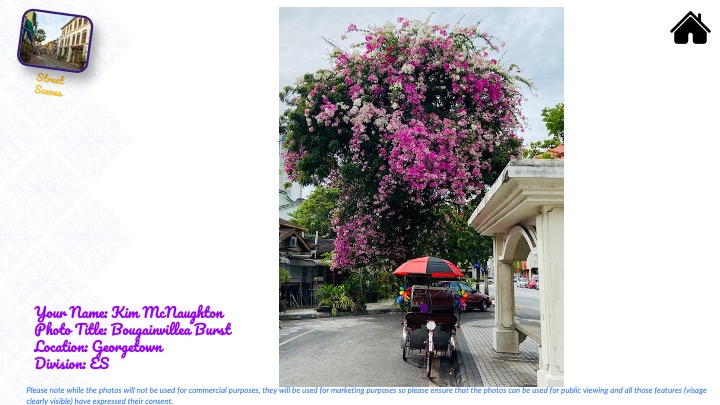 Street
Scenes
Your Name: Kim McNaughton
Photo Title: Bougainvillea Burst
Location: Georgetown
Division: ES
Please note while the photos will not be used for commercial purposes, they will be used for marketing purposes so please ensure that the photos can be used for public viewing and all those features (visage
clearly visible) have expressed their consent.